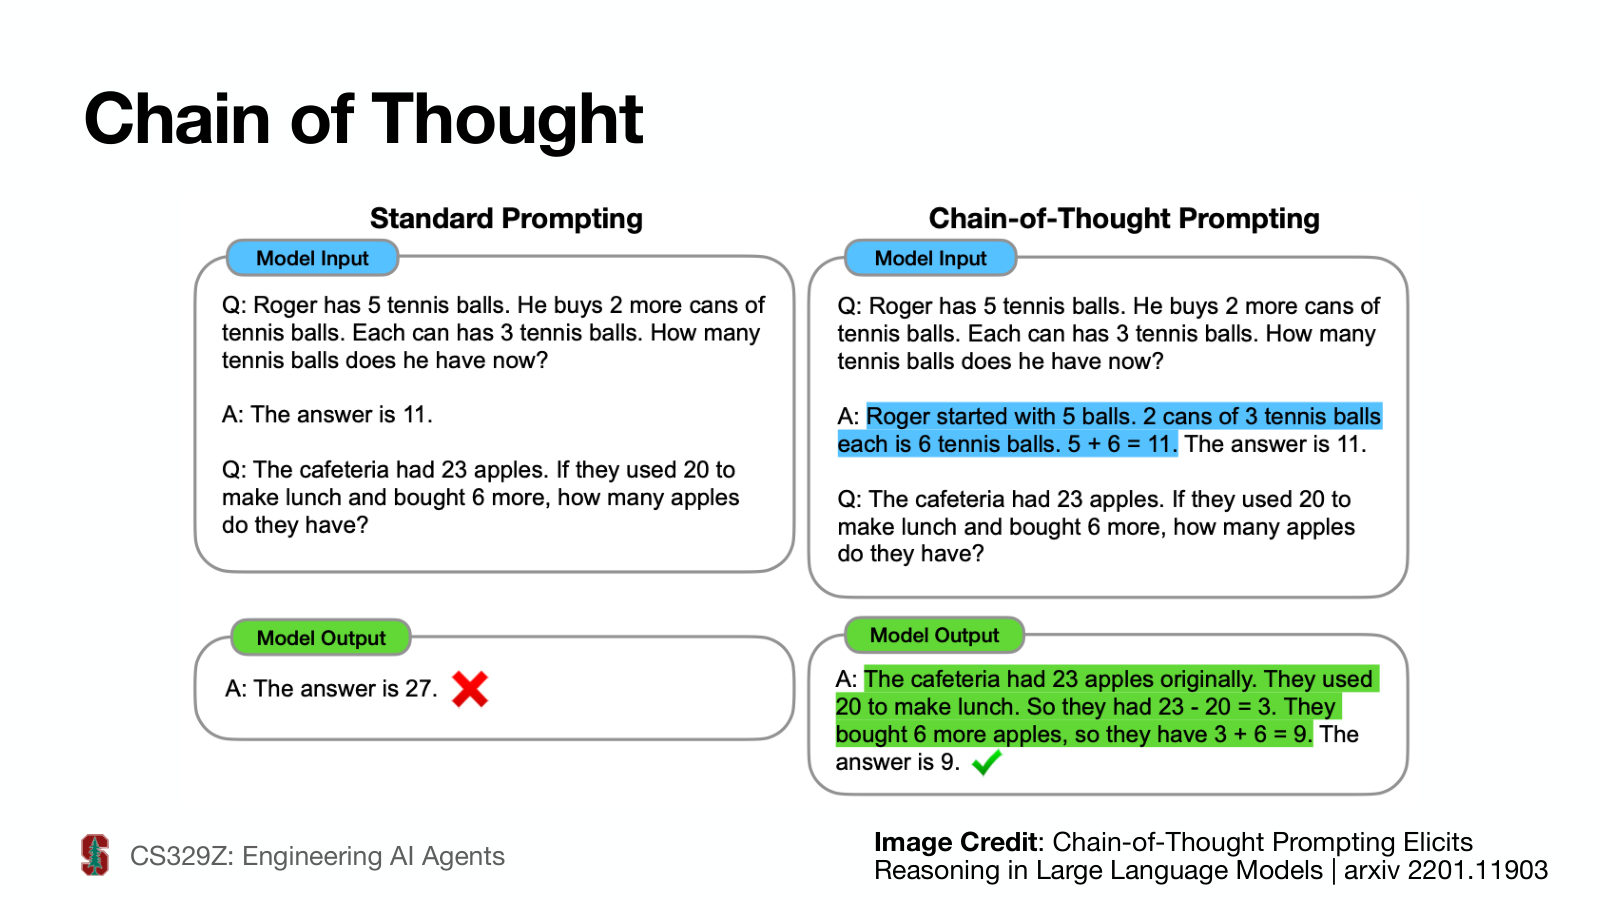 Chain of Thought
Standard Prompting
Model Input
Q: Roger has 5 tennis balls. He buys 2 more cans of
tennis balls. Each can has 3 tennis balls. How many
tennis balls does he have now?
A: The answer is 11.
Q: The cafeteria had 23 apples. If they used 20 to
make lunch and bought 6 more, how many apples
do they have?
Model Output
A: The answer is 27.
Chain-of-Thought Prompting
Model Input
Q: Roger has 5 tennis balls. He buys 2 more cans of
tennis balls. Each can has 3 tennis balls. How many
tennis balls does he have now?
A: Roger started with 5 balls. 2 cans of 3 tennis balls
each is 6 tennis balls. 5 + 6 = 11. The answer is 11.
Q: The cafeteria had 23 apples. If they used 20 to
make lunch and bought 6 more, how many apples
do they have?
Model Output
A: The cafeteria had 23 apples originally. They used
20 to make lunch. So they had 23 - 20 = 3. They
bought 6 more apples, so they have 3 + 6 = 9. The
answer is 9.
S
CS329Z: Engineering AI Agents
Image Credit: Chain-of-Thought Prompting Elicits
Reasoning in Large Language Models | arxiv 2201.11903